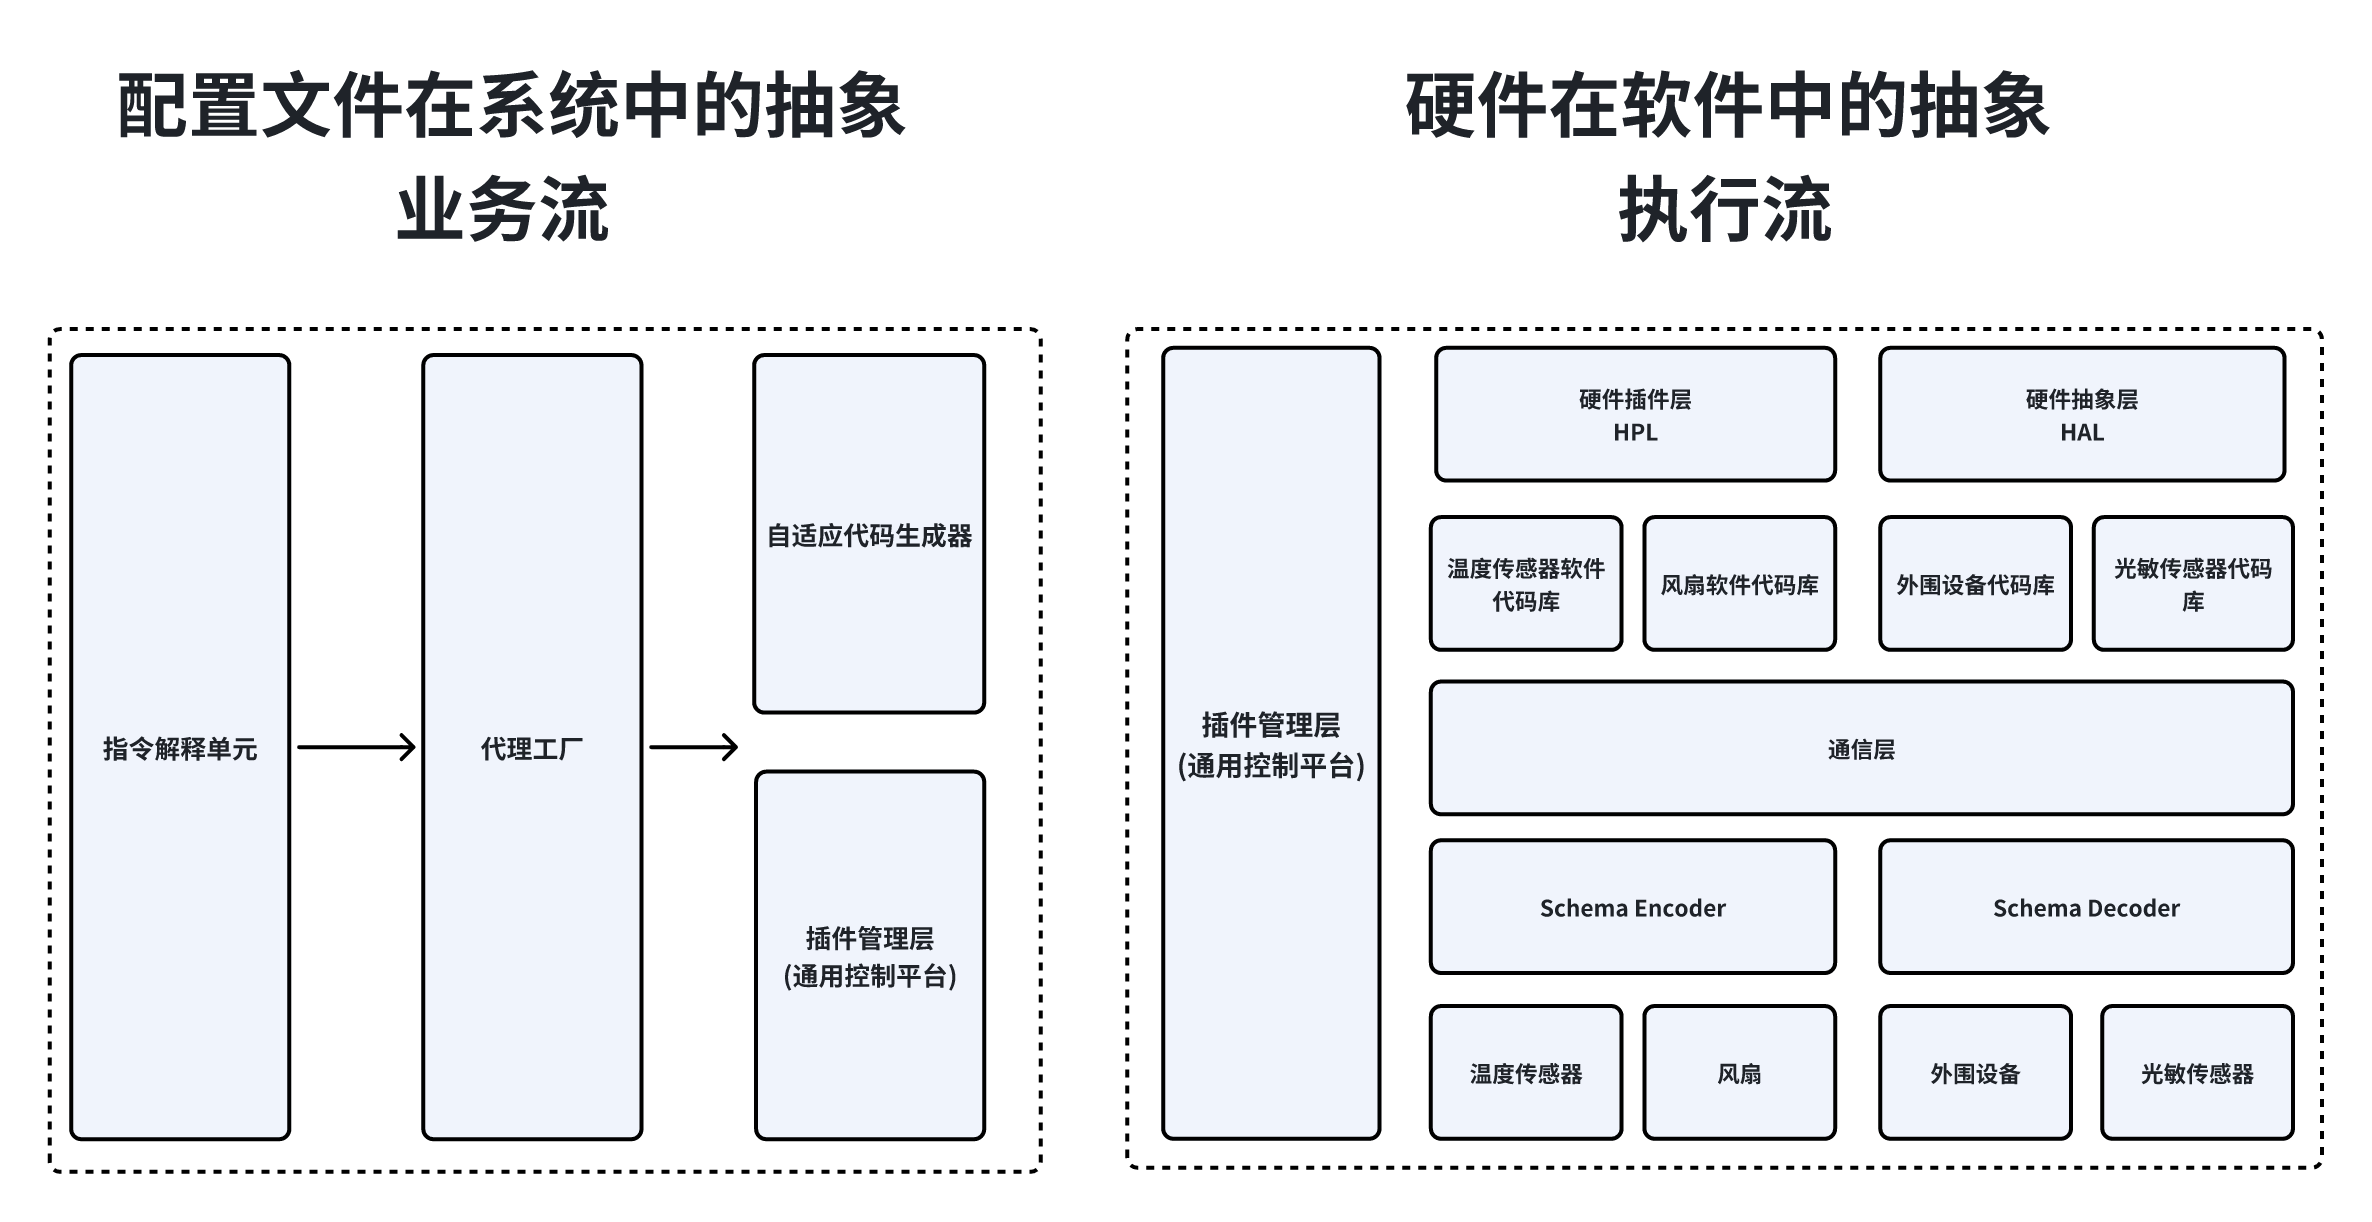 配置文件在系统中的抽象
业务流
指令解释单元
代理工厂
自适应代码生成器
插件管理层
(通用控制平台)
硬件在软件中的抽象
执行流
插件管理层
(通用控制平台)
硬件插件层
HPL
硬件抽象层
HAL
温度传感器软件
代码库
风扇软件代码库
外围设备代码库
光敏传感器代码
库
通信层
Schema Encoder
Schema Decoder
温度传感器
风扇
外围设备
光敏传感器